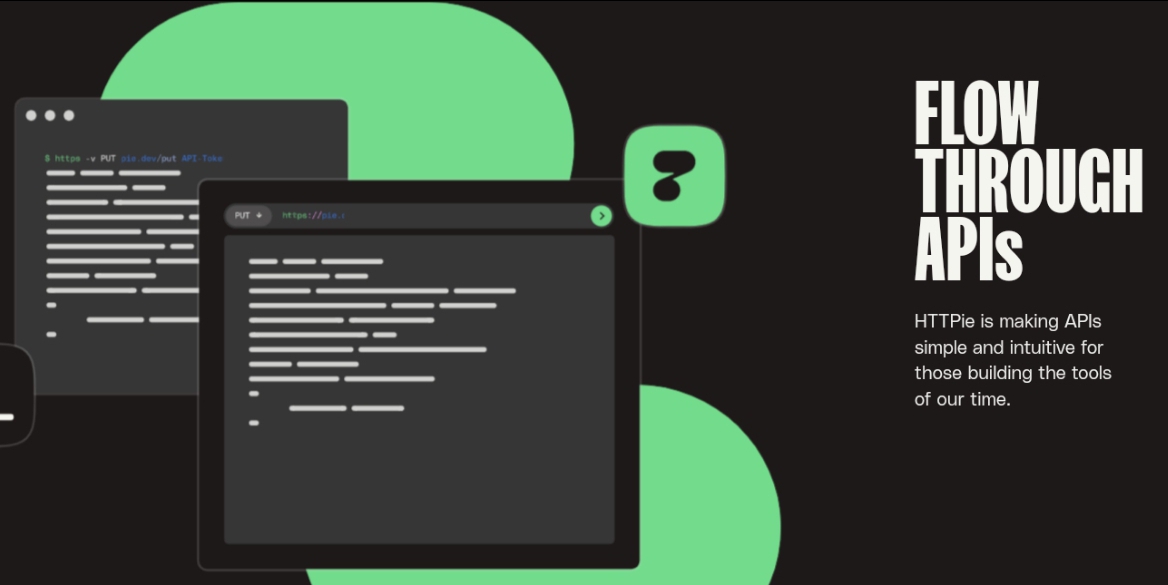 $ https -v PUT pie.dev/put API-Toke
PUT
https://pie.
FLOW
THROUGH
APIs
HTTPie is making APIs
simple and intuitive for
those building the tools
of our time.